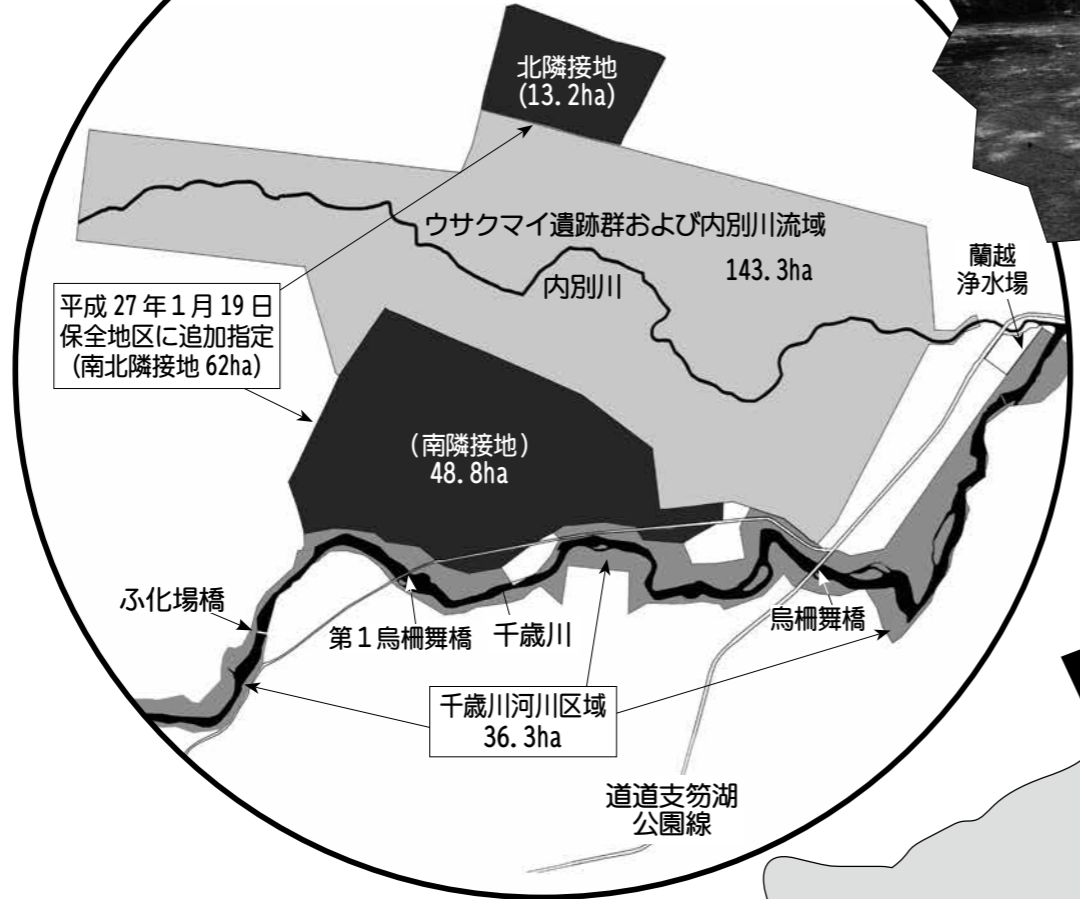 北隣接地
(13.2ha)
ウサクマイ遺跡群および内別川流域
143.3ha
内別川
蘭越
浄水場
平成27年1月19日
保全地区に追加指定
(南北隣接地 62ha)
(南隣接地)
48.8ha
ふ化場橋
第1烏柵舞橋
千歳川
烏柵舞橋
千歳川河川区域
36.3ha
道道支笏湖
公園線